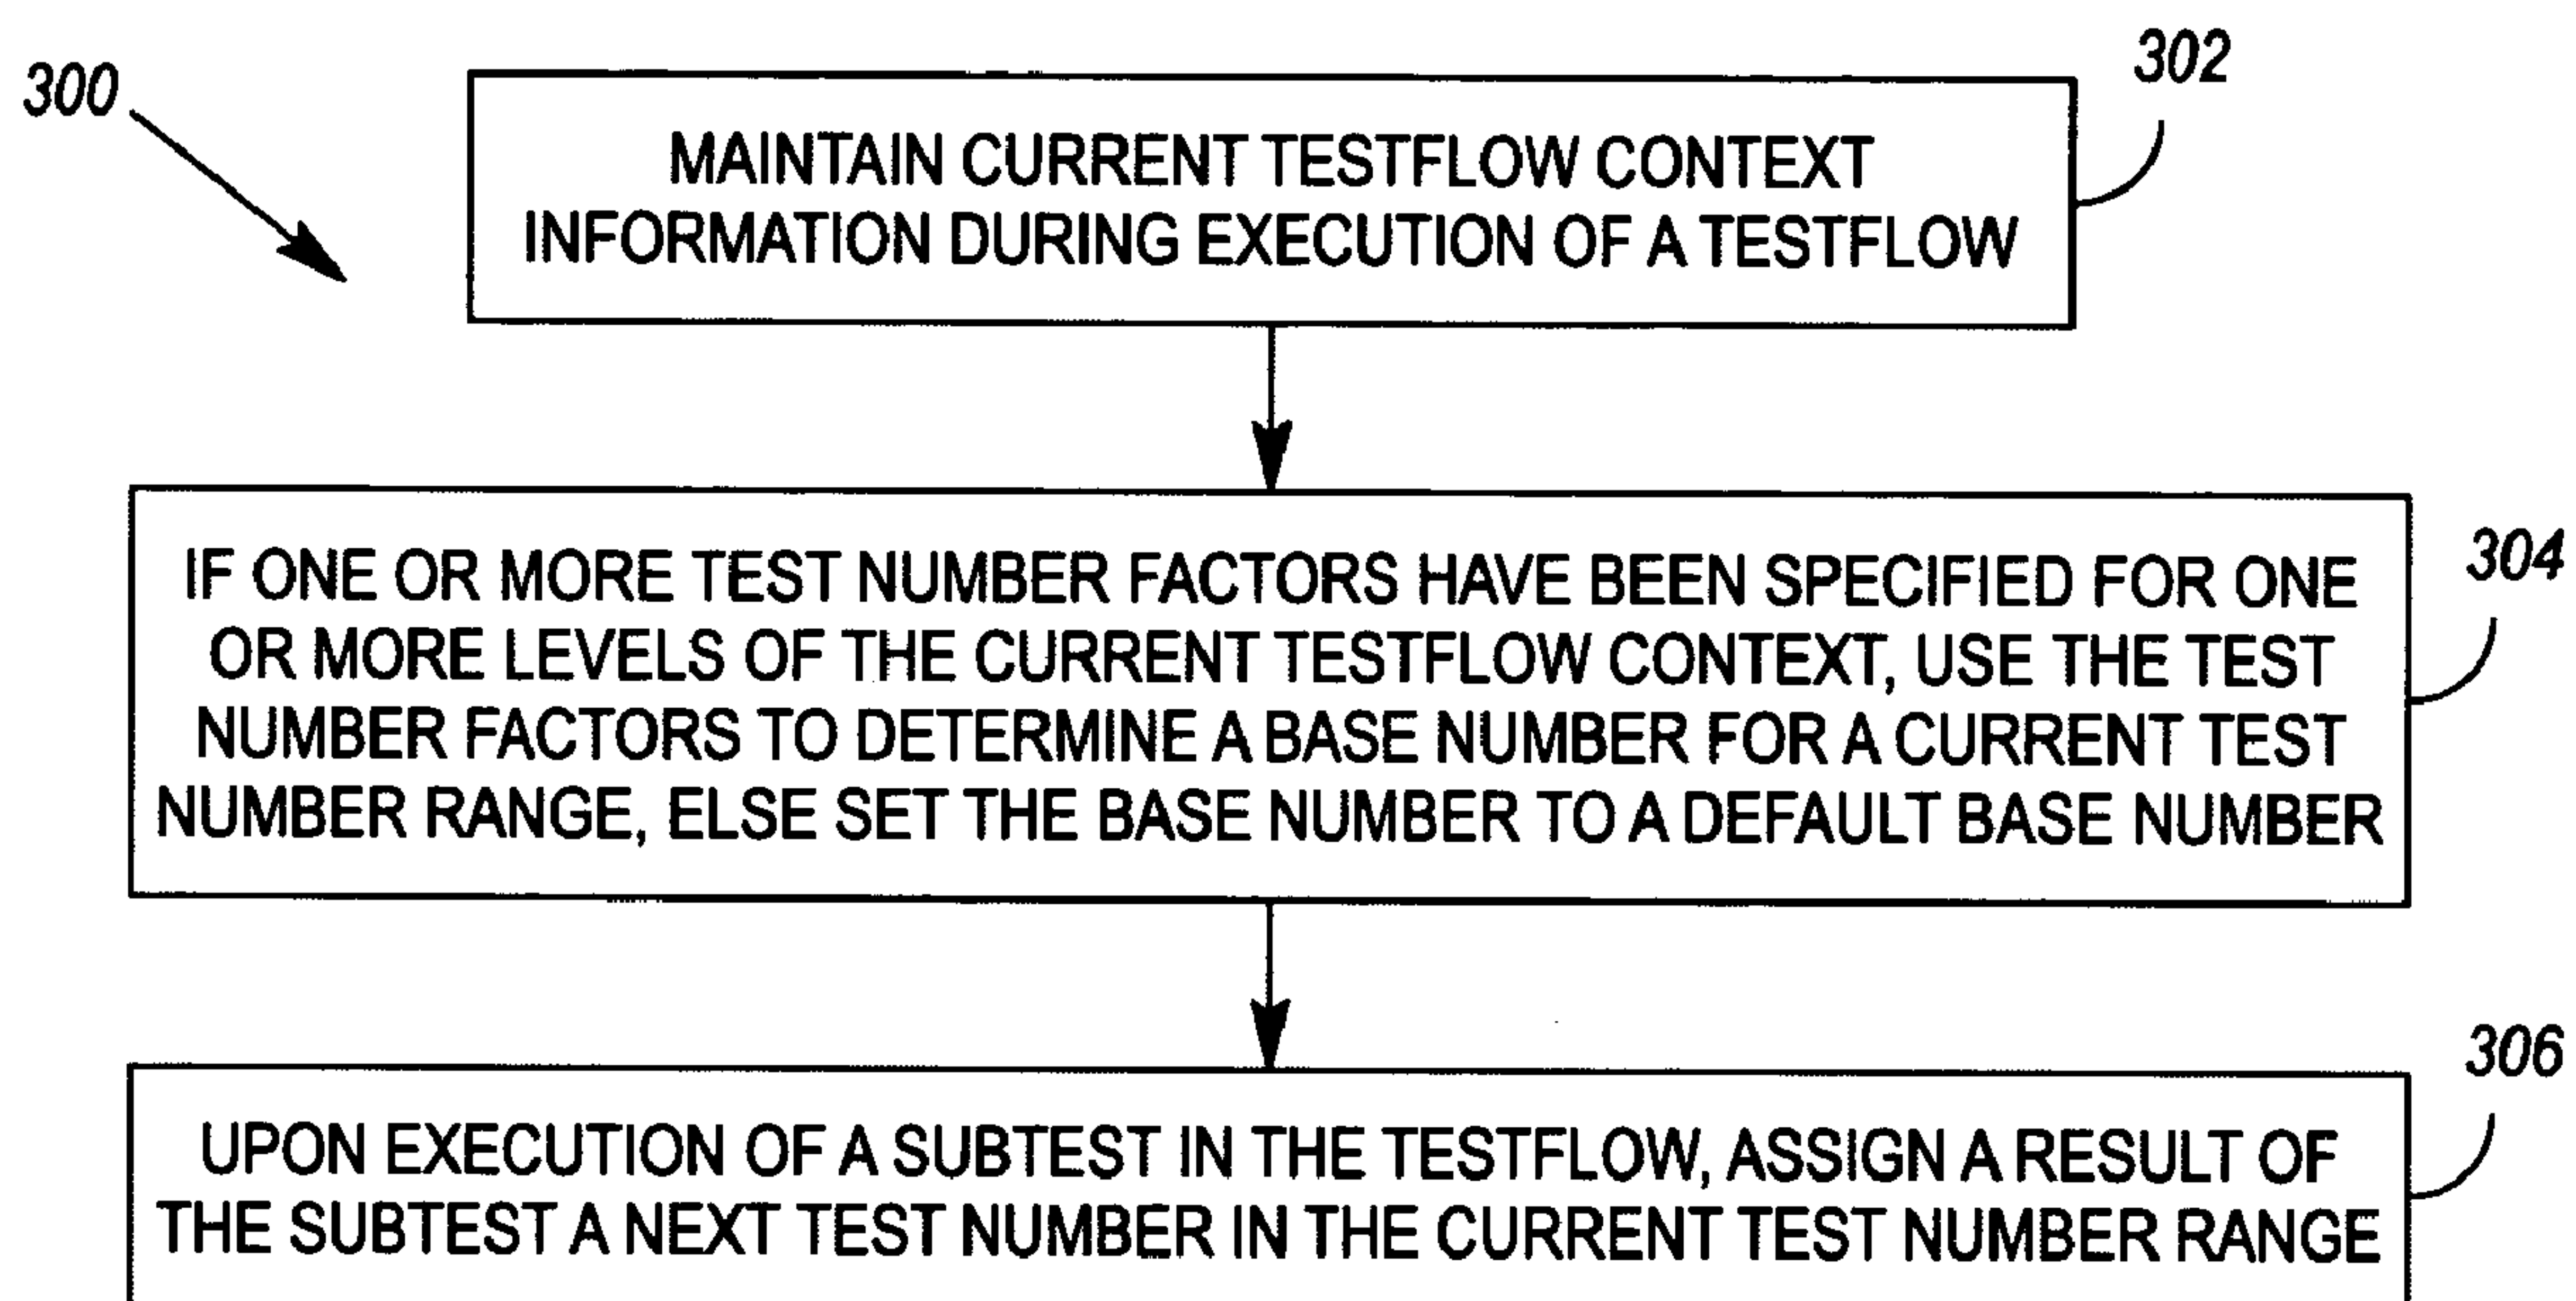 300
302
MAINTAIN CURRENT TESTFLOW CONTEXT
INFORMATION DURING EXECUTION OF A TESTFLOW
304
IF ONE OR MORE TEST NUMBER FACTORS HAVE BEEN SPECIFIED FOR ONE
OR MORE LEVELS OF THE CURRENT TESTFLOW CONTEXT, USE THE TEST
NUMBER FACTORS TO DETERMINE A BASE NUMBER FOR A CURRENT TEST
NUMBER RANGE, ELSE SET THE BASE NUMBER TO A DEFAULT BASE NUMBER
306
UPON EXECUTION OF A SUBTEST IN THE TESTFLOW, ASSIGN A RESULT OF
THE SUBTEST A NEXT TEST NUMBER IN THE CURRENT TEST NUMBER RANGE